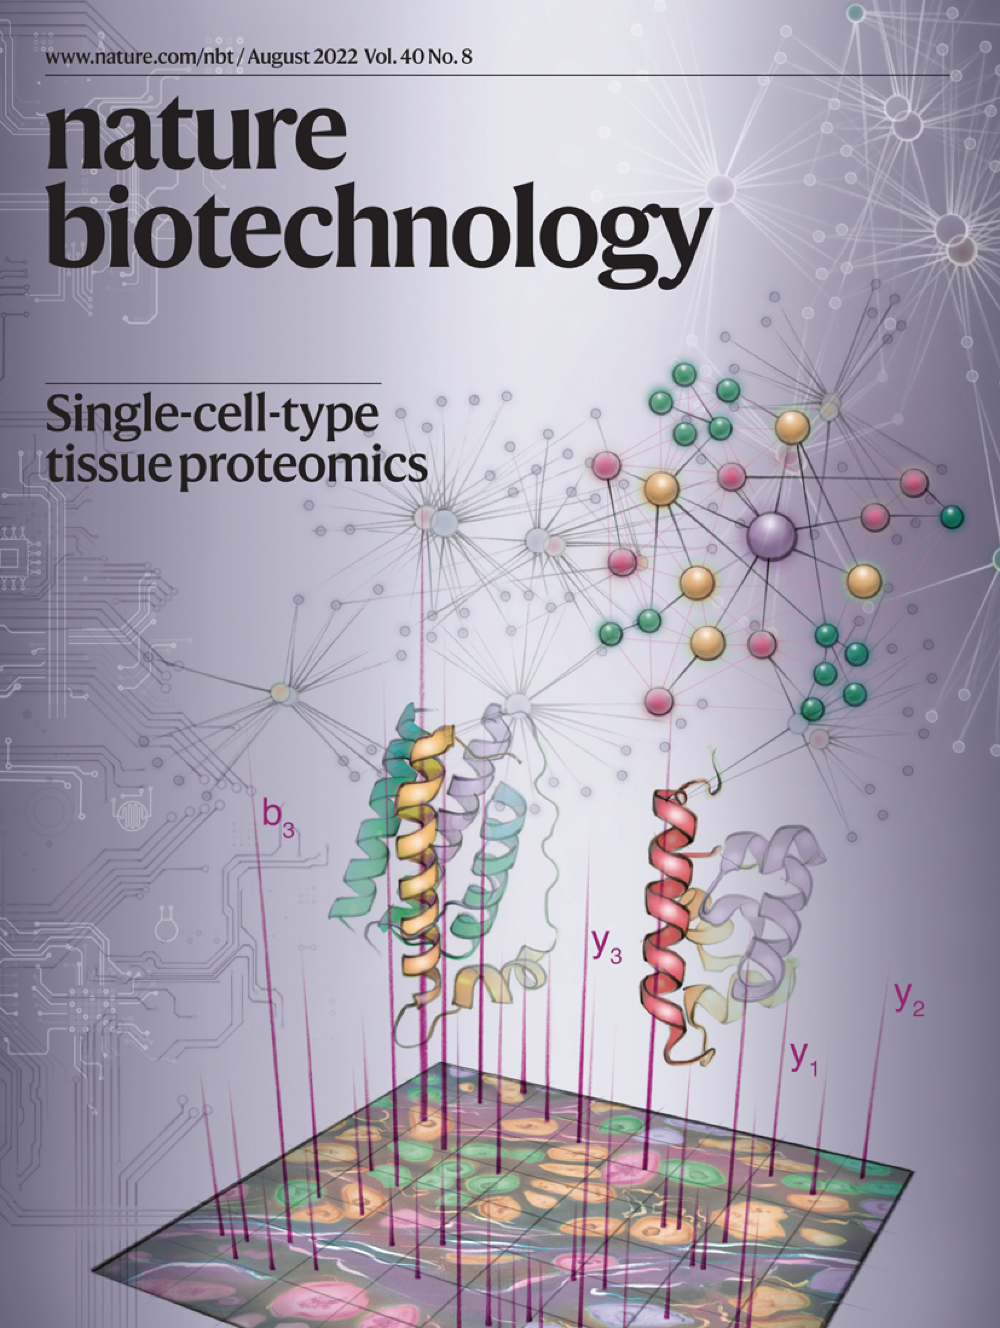 www.nature.com/nbt / August 2022 Vol. 40 No. 8
nature
biotechnology
Single-cell-type
tissue proteomics
b₃
y₃
y₂
y₁